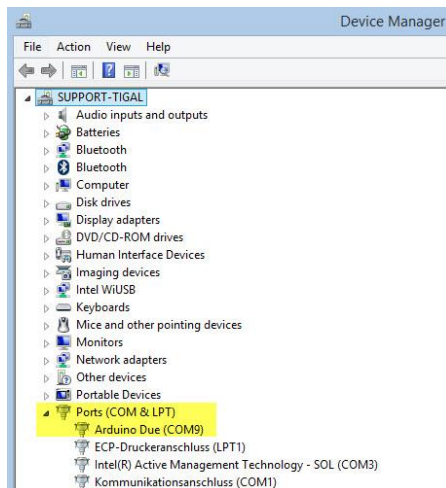 Device Manager
File Action View Help
SUPPORT-TIGAL
Audio inputs and outputs
Batteries
Bluetooth
Bluetooth
Computer
Disk drives
Display adapters
DVD/CD-ROM drives
Human Interface Devices
Imaging devices
Intel WiUSB
Keyboards
Mice and other pointing devices
Monitors
Network adapters
Other devices
Portable Devices
Ports (COM & LPT)
Arduino Due (COM9)
ECP-Druckeranschluss (LPT1)
Intel(R) Active Management Technology - SOL (COM3)
Kommunikationsanschluss (COM1)